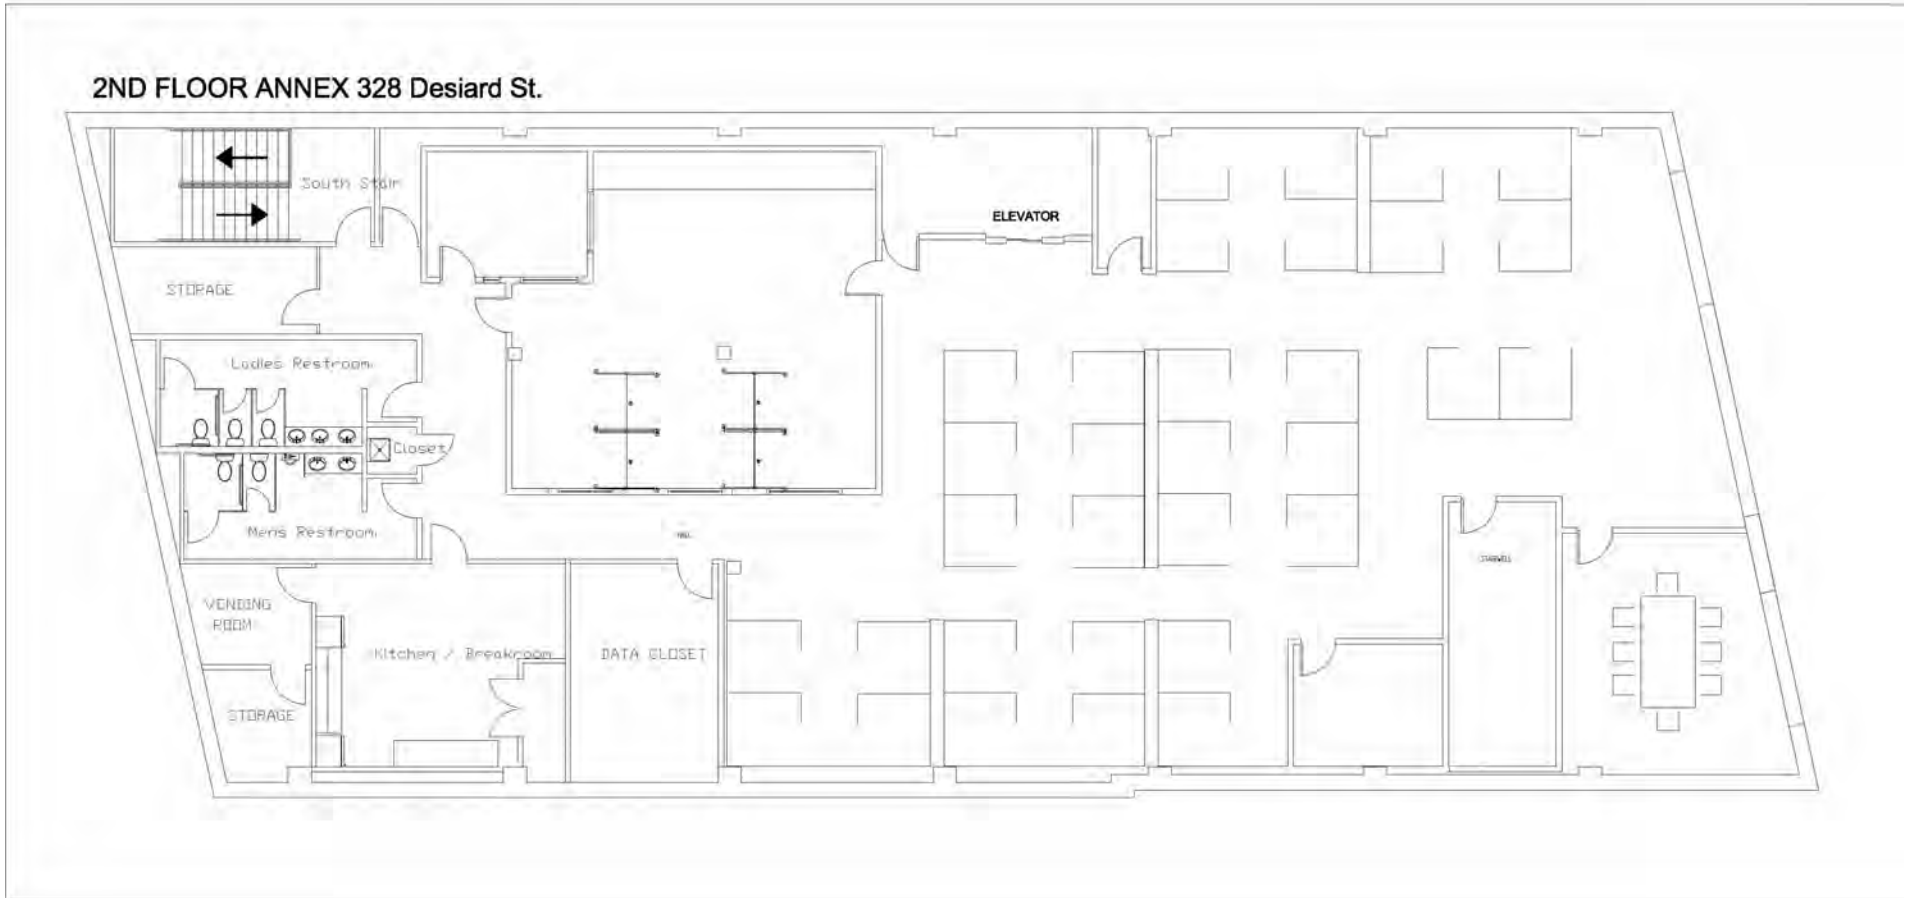 2ND FLOOR ANNEX 328 Desiard St.
South Stair
ELEVATOR
STORAGE
Ladies Restroom
Closet
Mens Restroom
VENDING
ROOM
Kitchen / Breakroom
DATA CLOSET
STORAGE